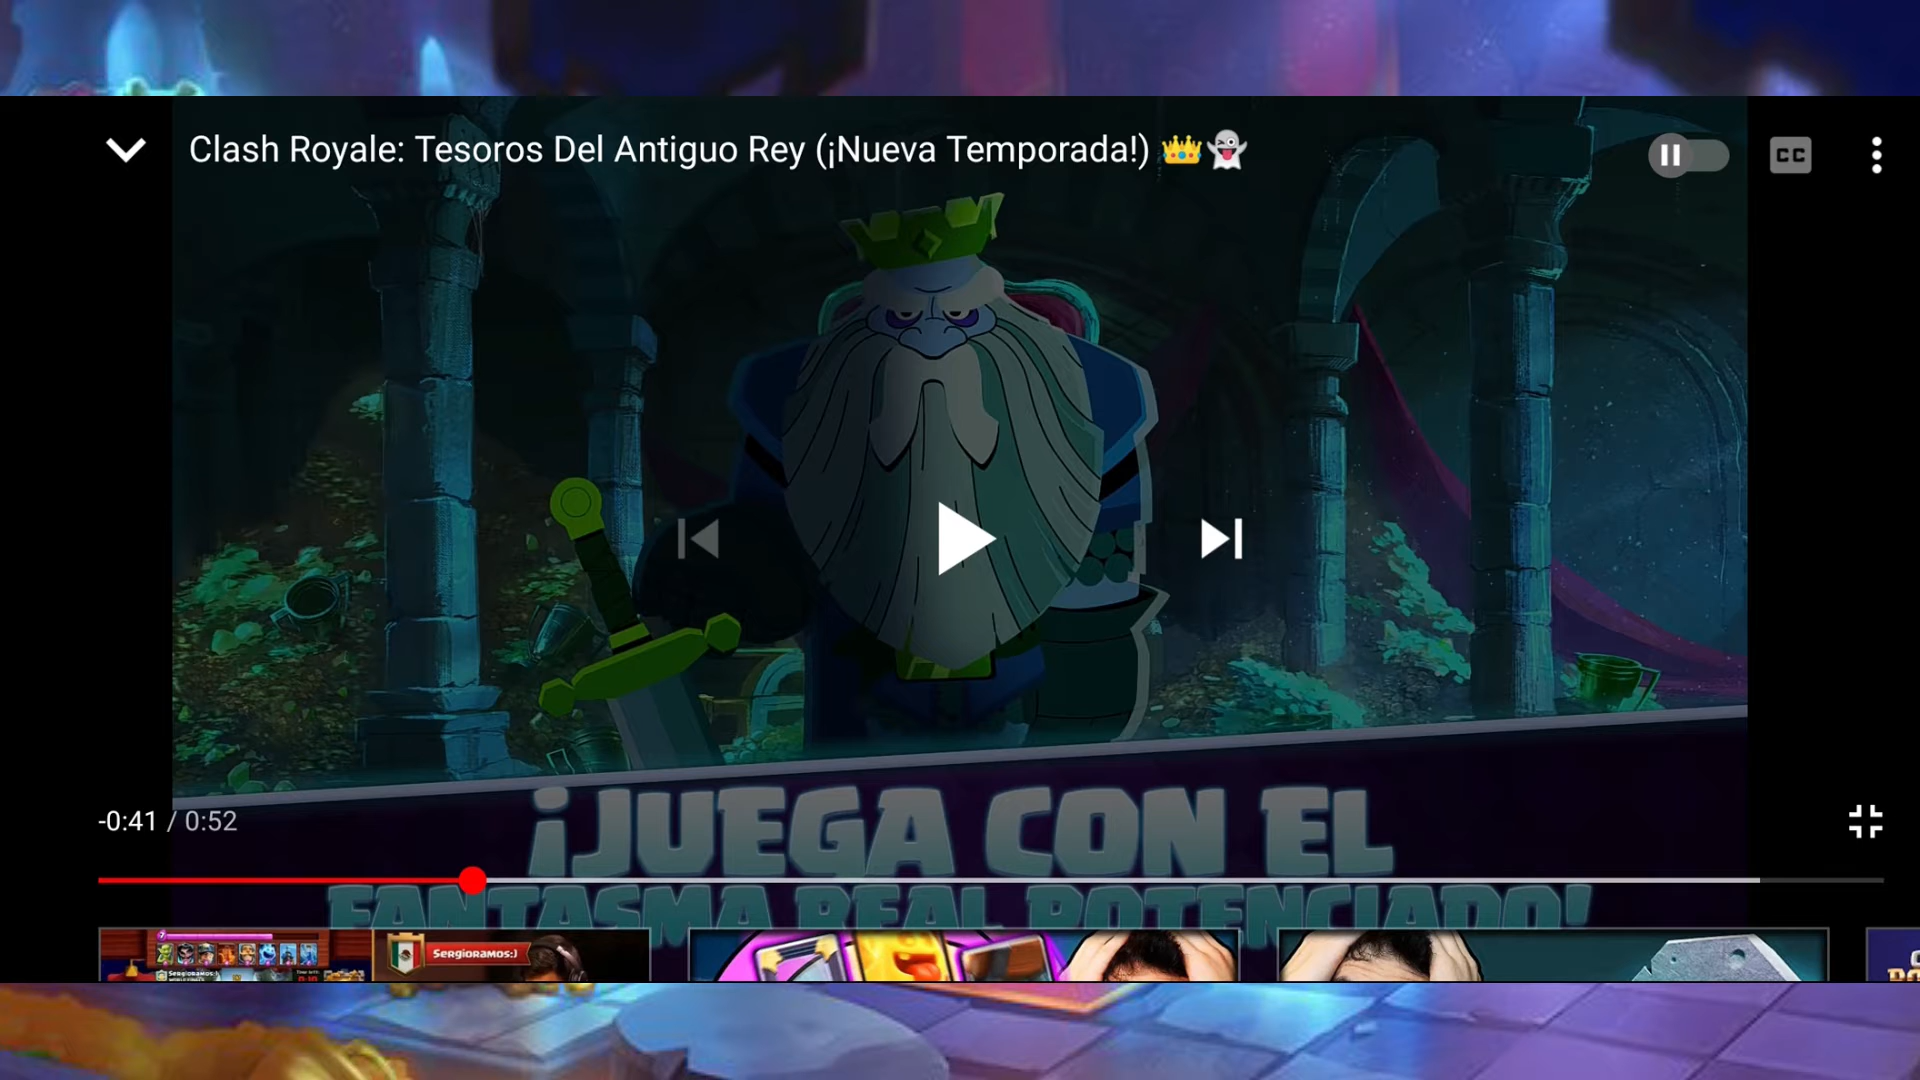 Clash Royale: Tesoros Del Antiguo Rey (¡Nueva Temporada!) 👑👻
CC
-0:41 / 0:52
¡JUEGA CON EL
FANTASMA REAL POTENCIADO!
SERGIORAMOS:)